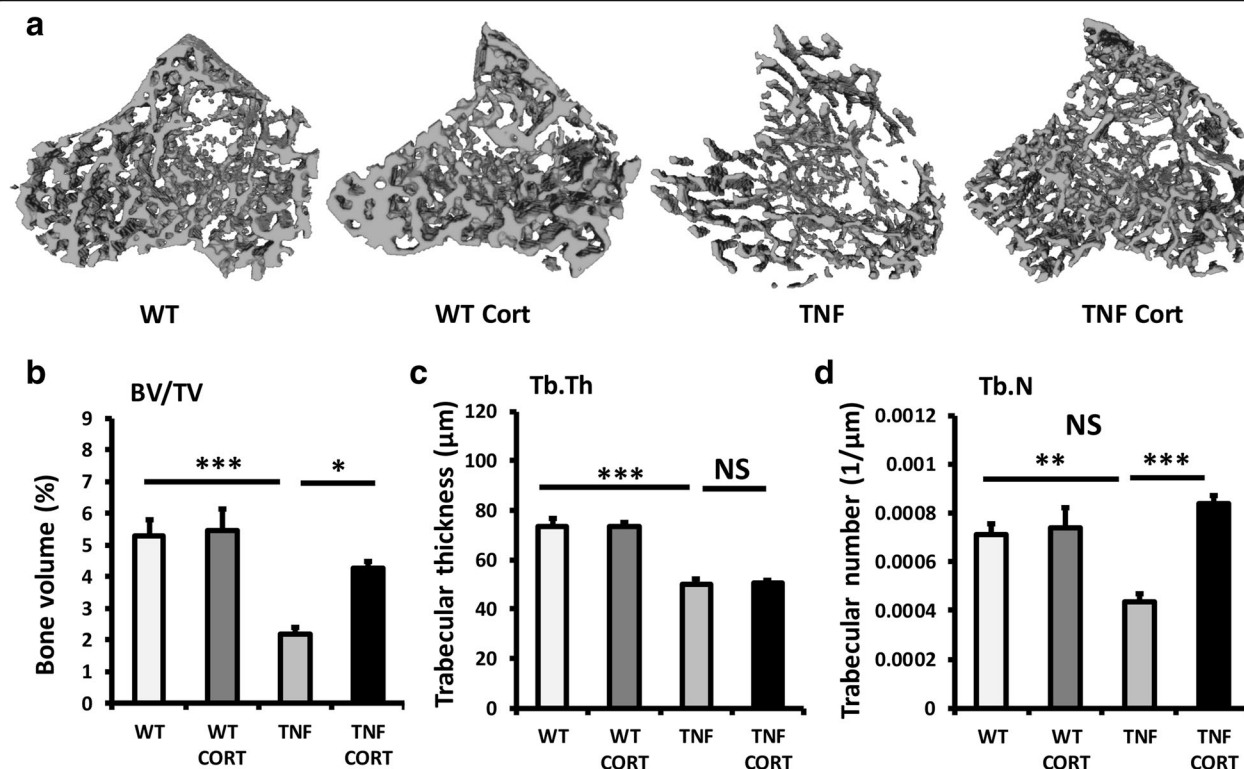 a
WT
WT Cort
TNF
TNF Cort
b
BV/TV
Bone volume (%)
9
8
7
6
5
4
3
2
1
0
***
*
WT
WT
CORT
TNF
TNF
CORT
c
Tb.Th
Trabecular thickness (µm)
120
100
80
60
40
20
0
***
NS
WT
WT
CORT
TNF
TNF
CORT
d
Tb.N
Trabecular number (1/µm)
0.0012
0.001
0.0008
0.0006
0.0004
0.0002
0
NS
**
***
WT
WT
CORT
TNF
TNF
CORT